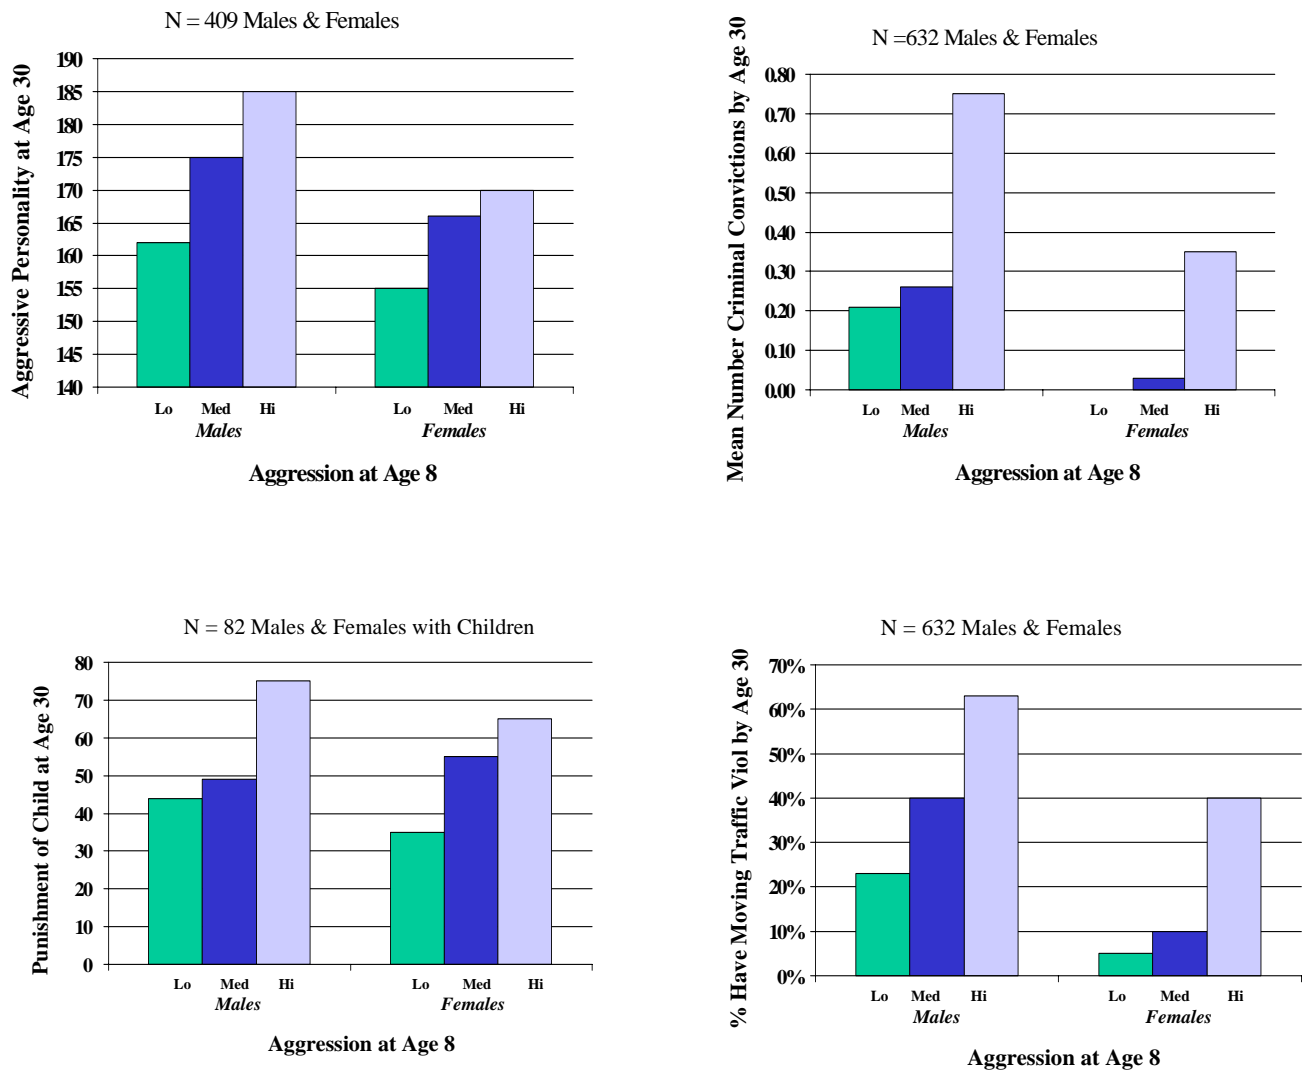 N = 409 Males & Females
Aggressive Personality at Age 30
190
185
180
175
170
165
160
155
150
145
140
Lo Med Hi Lo Med Hi
Males Females
Aggression at Age 8
N =632 Males & Females
Mean Number Criminal Convictions by Age 30
0.80
0.70
0.60
0.50
0.40
0.30
0.20
0.10
0.00
Lo Med Hi Lo Med Hi
Males Females
Aggression at Age 8
N = 82 Males & Females with Children
Punishment of Child at Age 30
80
70
60
50
40
30
20
10
0
Lo Med Hi Lo Med Hi
Males Females
Aggression at Age 8
N = 632 Males & Females
% Have Moving Traffic Viol by Age 30
70%
60%
50%
40%
30%
20%
10%
0%
Lo Med Hi Lo Med Hi
Males Females
Aggression at Age 8